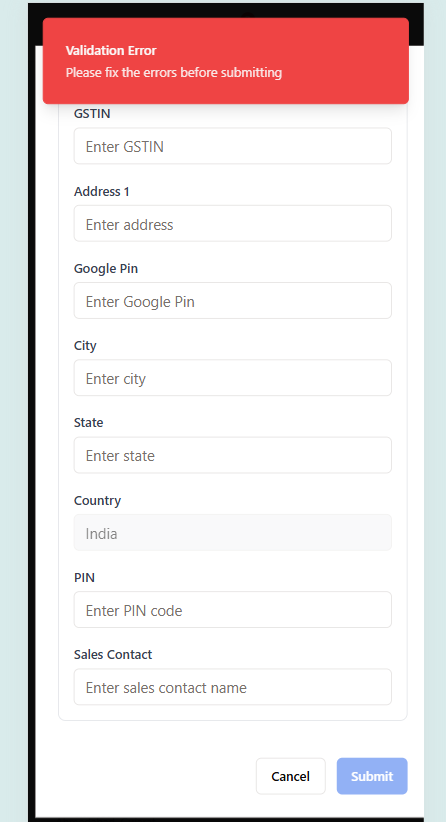 Validation Error
Please fix the errors before submitting
GSTIN
Enter GSTIN
Address 1
Enter address
Google Pin
Enter Google Pin
City
Enter city
State
Enter state
Country
India
PIN
Enter PIN code
Sales Contact
Enter sales contact name
Cancel
Submit